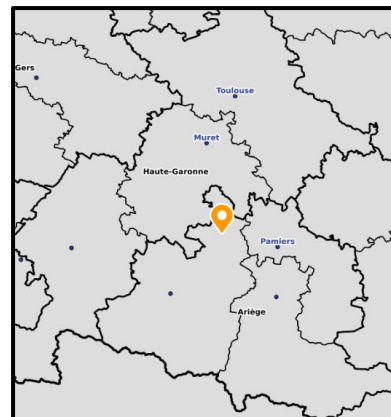 Gers
Toulouse
Muret
Haute-Garonne
Pamiers
Ariège